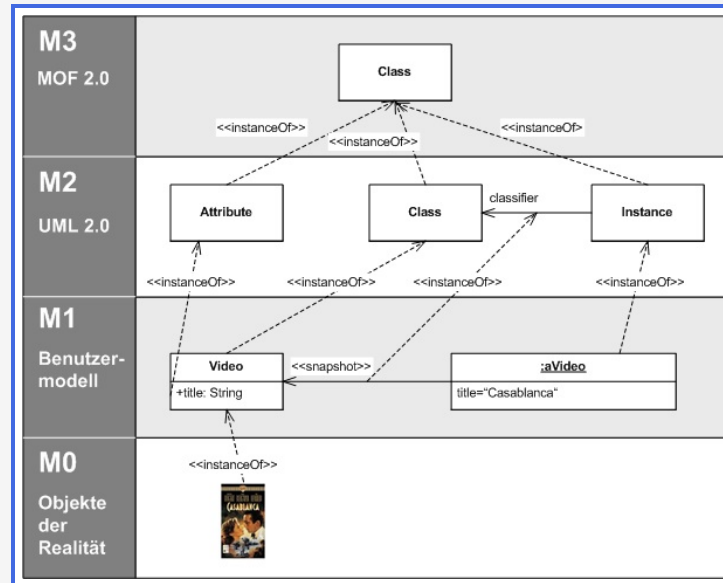 M3
MOF 2.0
Class
<<instanceOf>>
<<instanceOf>>
<<instanceOf>
M2
UML 2.0
Attribute
Class
classifier
Instance
<<instanceOf>>
<<instanceOf>>
<<instanceOf>>
<<instanceOf>>
M1
Benutzer-
modell
Video
+title: String
<<snapshot>>
:aVideo
title="Casablanca"
M0
Objekte
der
Realität
<<instanceOf>>
CASABLANCA